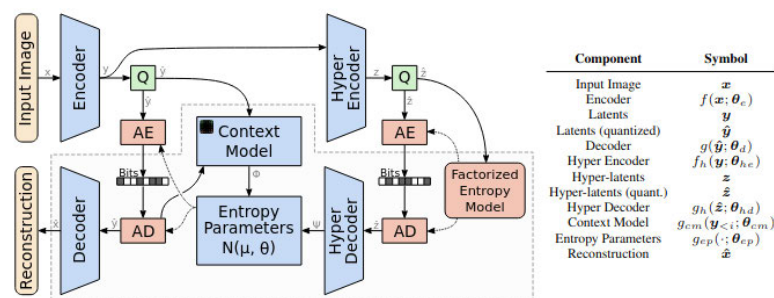 Input Image
x
Encoder
y
Q
ŷ
ŷ
AE
Bits
AD
ŷ
Decoder
x̂
Reconstruction
Context
Model
Φ
Entropy
Parameters
N(μ, θ)
Ψ
Hyper
Encoder
z
Q
ẑ
ẑ
AE
Bits
AD
ẑ
Hyper
Decoder
Factorized
Entropy
Model
Component Symbol
Input Image x
Encoder f(x; θe)
Latents y
Latents (quantized) ŷ
Decoder g(ŷ; θd)
Hyper Encoder fh(y; θhe)
Hyper-latents z
Hyper-latents (quant.) ẑ
Hyper Decoder gh(ẑ; θhd)
Context Model gcm(y<i; θcm)
Entropy Parameters gep(·; θep)
Reconstruction x̂